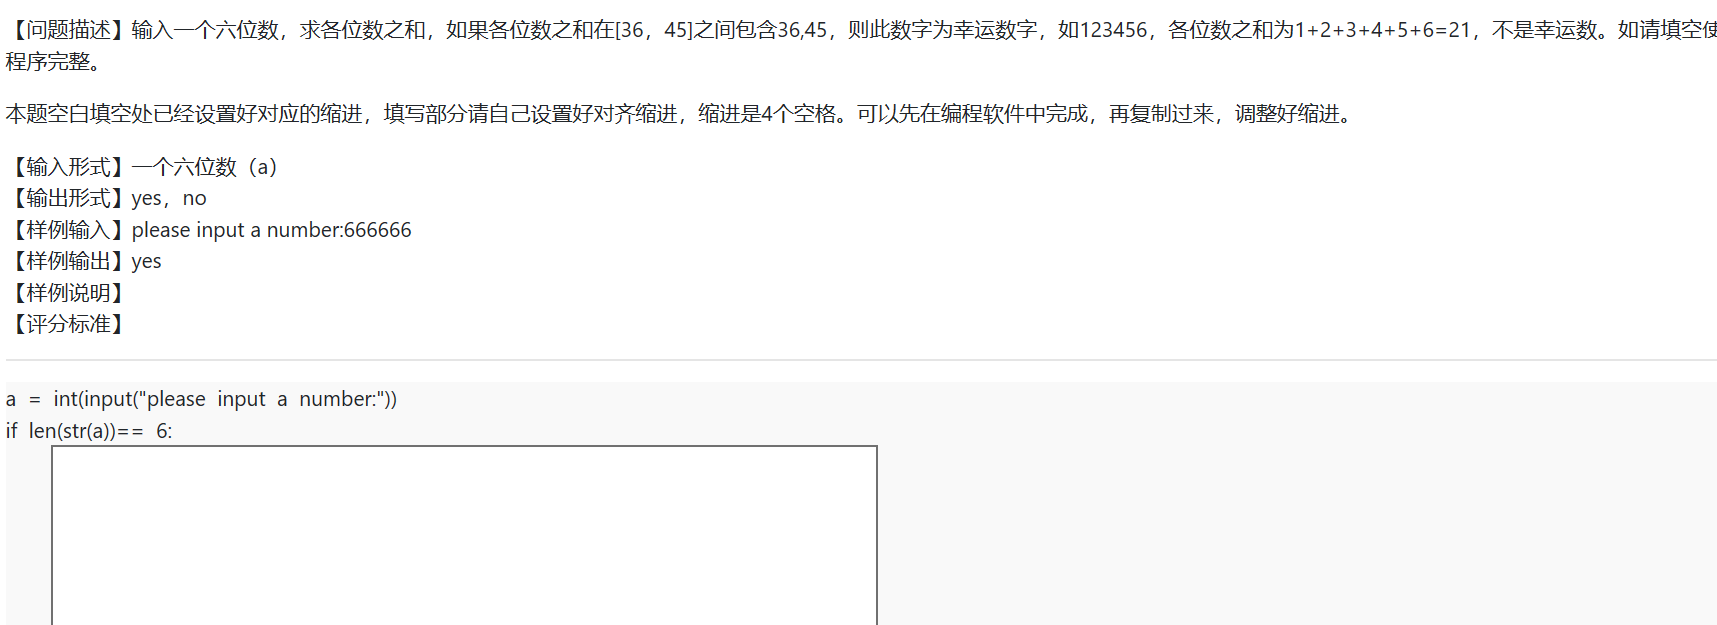 【问题描述】输入一个六位数，求各位数之和，如果各位数之和在[36，45]之间包含36,45，则此数字为幸运数字，如123456，各位数之和为1+2+3+4+5+6=21，不是幸运数。如请填空使
程序完整。
本题空白填空处已经设置好对应的缩进，填写部分请自己设置好对齐缩进，缩进是4个空格。可以先在编程软件中完成，再复制过来，调整好缩进。
【输入形式】一个六位数（a）
【输出形式】yes，no
【样例输入】please input a number:666666
【样例输出】yes
【样例说明】
【评分标准】
a = int(input("please input a number:"))
if len(str(a))== 6: